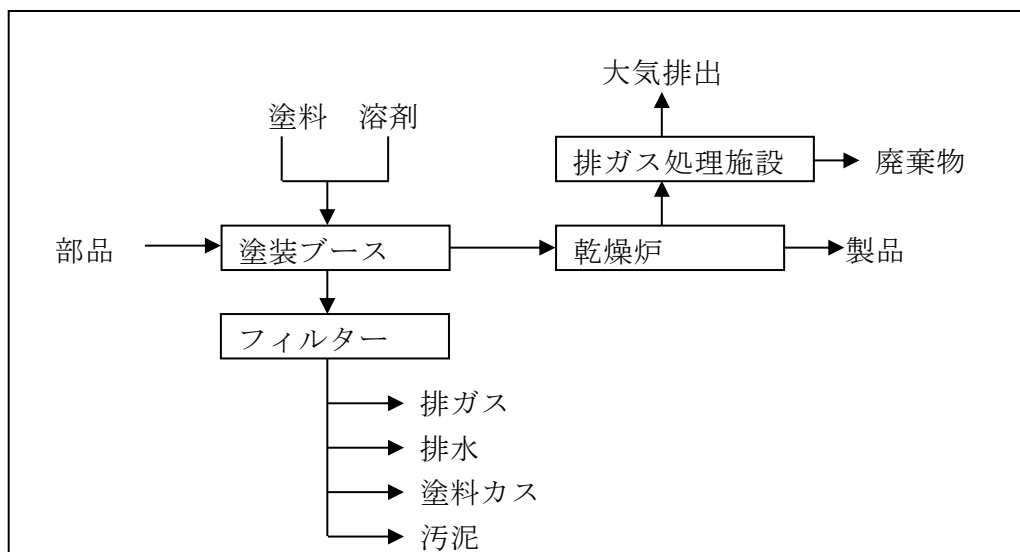 大気排出
塗料 溶剤
排ガス処理施設 廃棄物
部品 塗装ブース 乾燥炉 製品
フィルター
排ガス
排水
塗料カス
汚泥